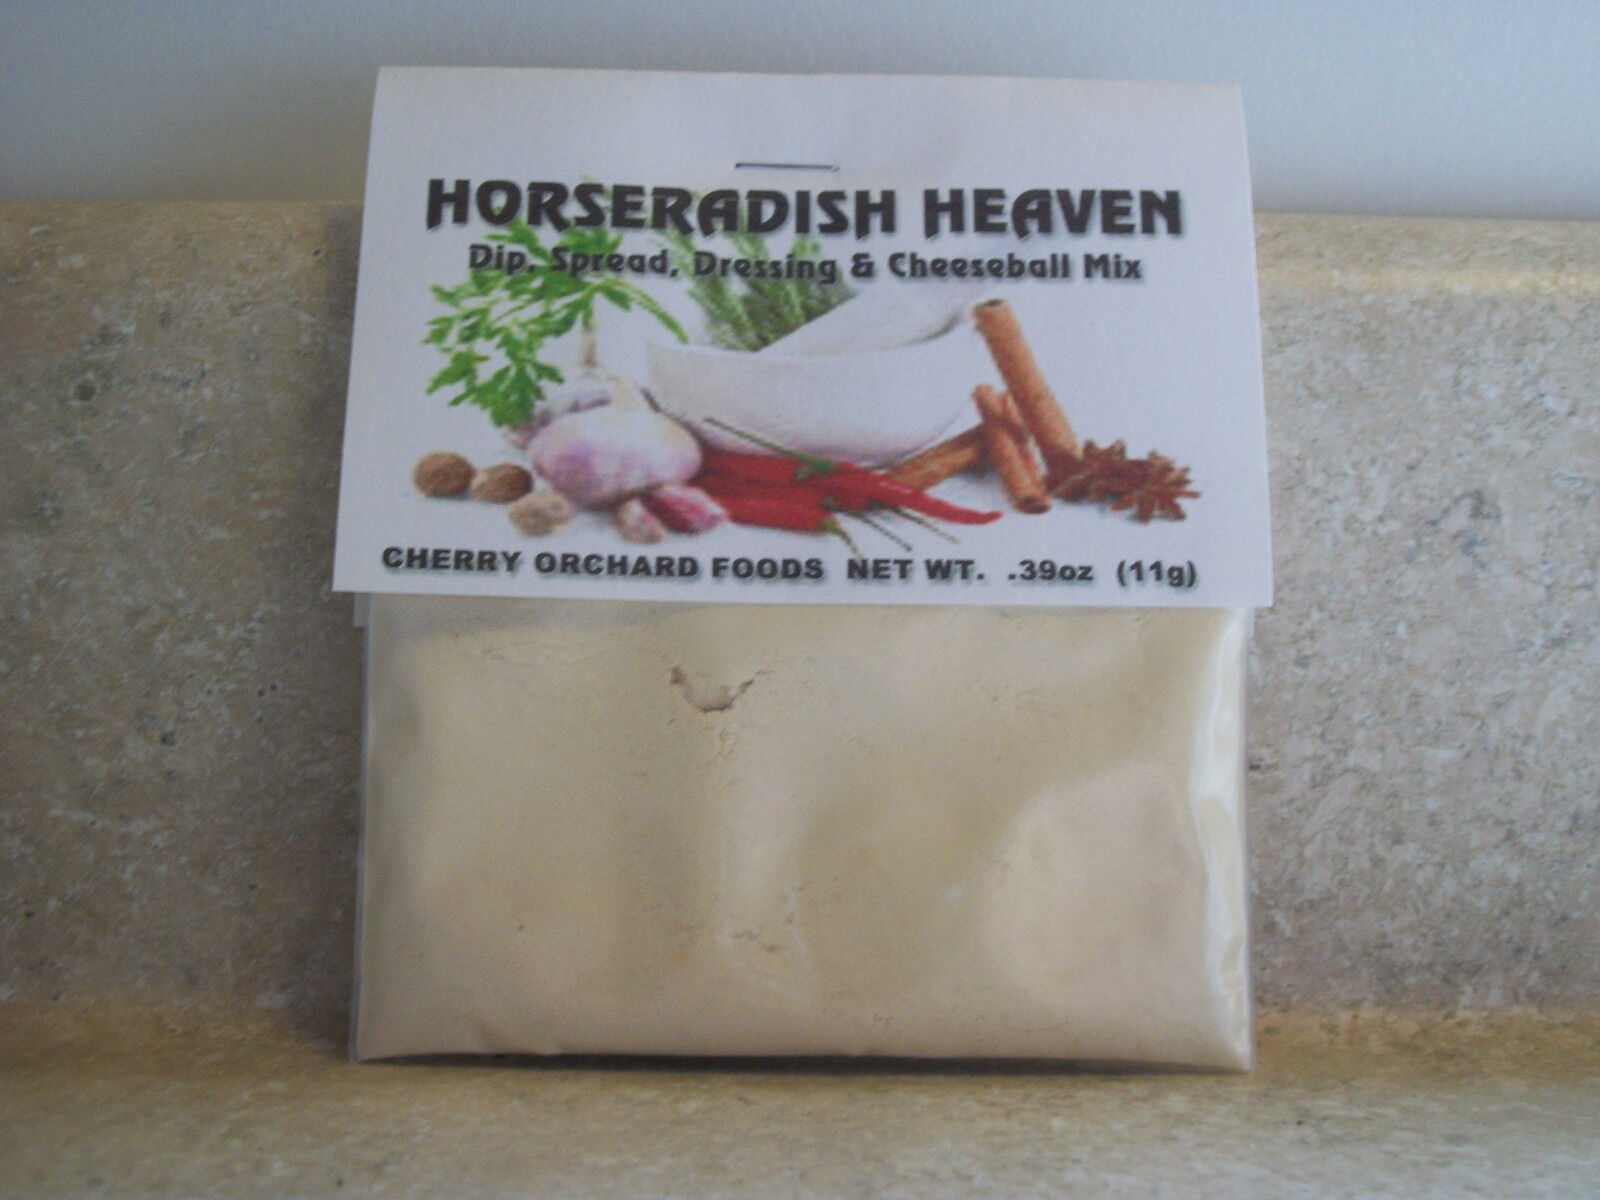 HORSERADISH HEAVEN
Dip, Spread, Dressing & Cheeseball Mix
CHERRY ORCHARD FOODS NET WT. .39oz (11g)